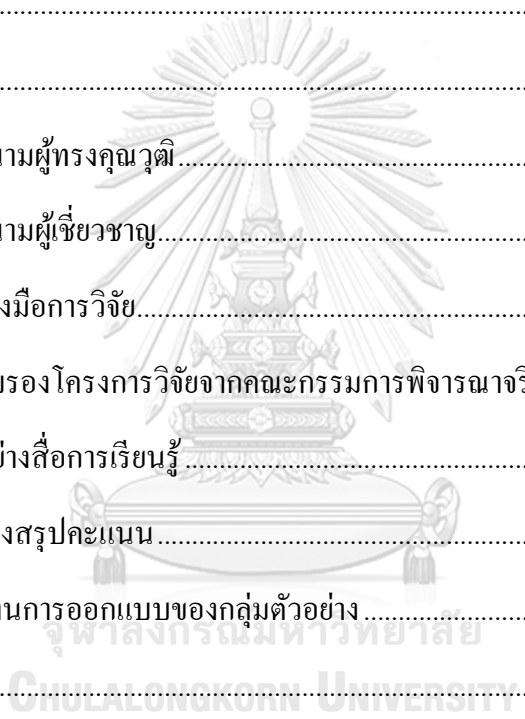 ........................................................................
........................................................................
นามผู้ทรงคุณวุฒิ........................................................
นามผู้เชี่ยวชาญ........................................................
งมือการวิจัย........................................................
บรองโครงการวิจัยจากคณะกรรมการพิจารณาจริ
ย่างสื่อการเรียนรู้........................................................
งสรุปคะแนน........................................................
านการออกแบบของกลุ่มตัวอย่าง........................................
จุฬาลงกรณ์มหาวิทยาลัย
CHULALONGKORN UNIVERSITY